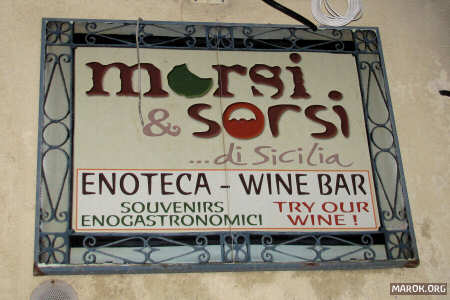 morsi
& sorsi
...di Sicilia
ENOTECA - WINE BAR
SOUVENIRS ENOGASTRONOMICI
TRY OUR WINE !
MAROK.ORG